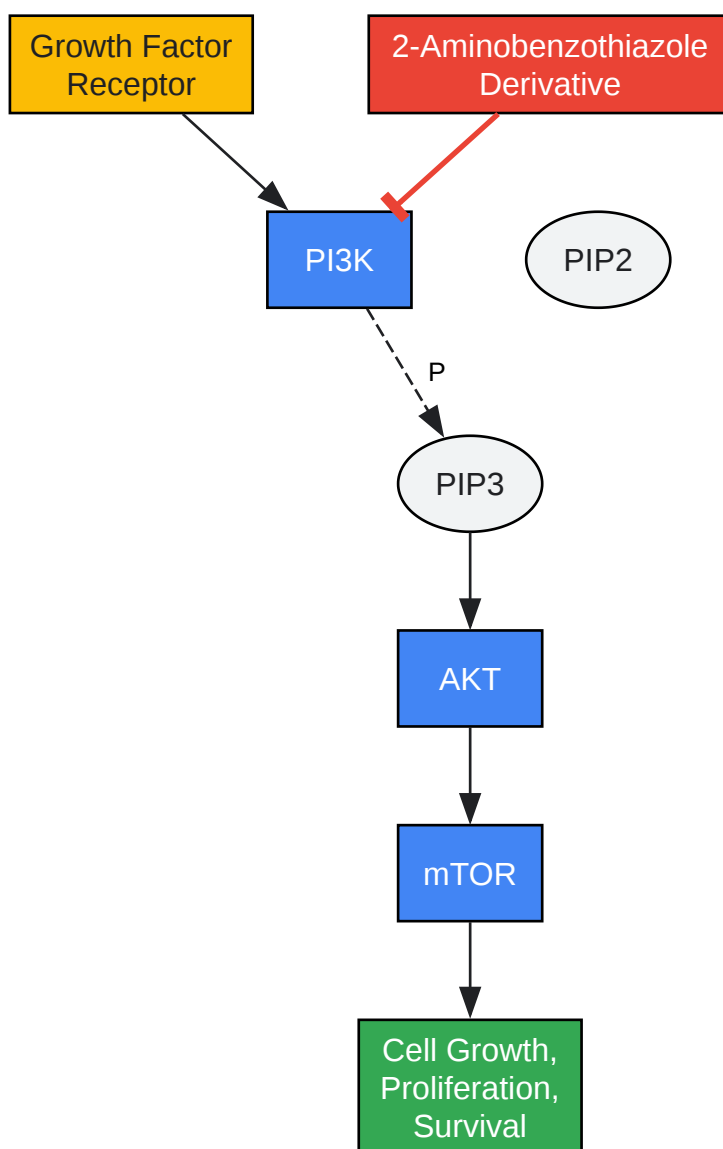 Growth Factor
Receptor
2-Aminobenzothiazole
Derivative
PI3K
PIP2
P
PIP3
AKT
mTOR
Cell Growth,
Proliferation,
Survival